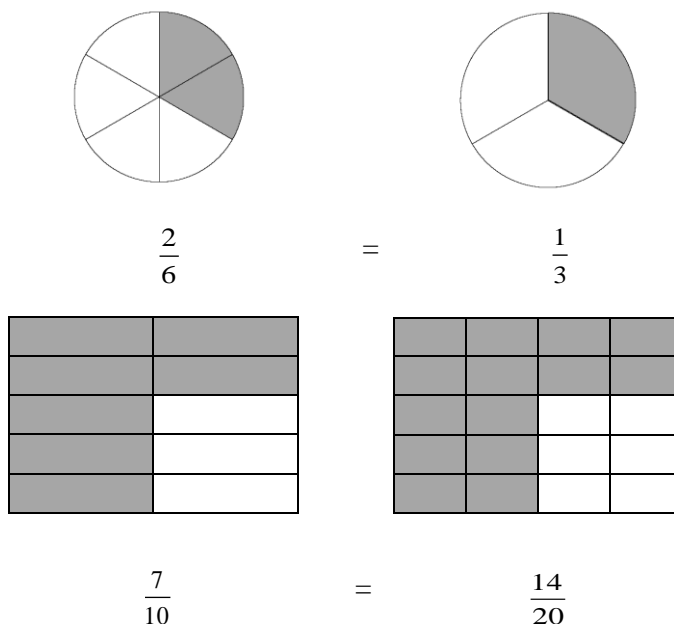 2/6 = 1/3
7/10 = 14/20